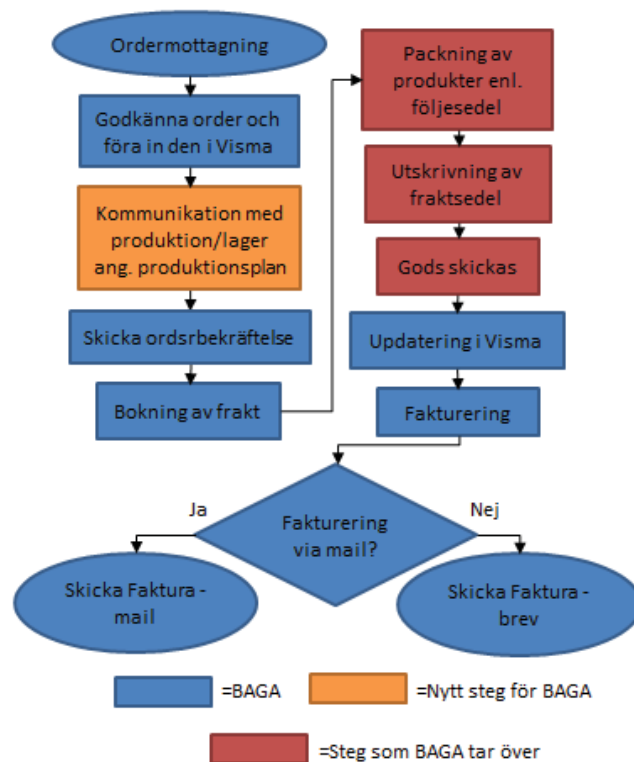 Ordermottagning
Godkänna order och
föra in den i Visma
Kommunikation med
produktion/lager
ang. produktionsplan
Skicka ordsrbekräftelse
Bokning av frakt
Packning av
produkter enl.
följesedel
Utskrivning av
fraktsedel
Gods skickas
Updatering i Visma
Fakturering
Fakturering
via mail?
Ja
Nej
Skicka Faktura -
mail
Skicka Faktura -
brev
=BAGA
=Nytt steg för BAGA
=Steg som BAGA tar över